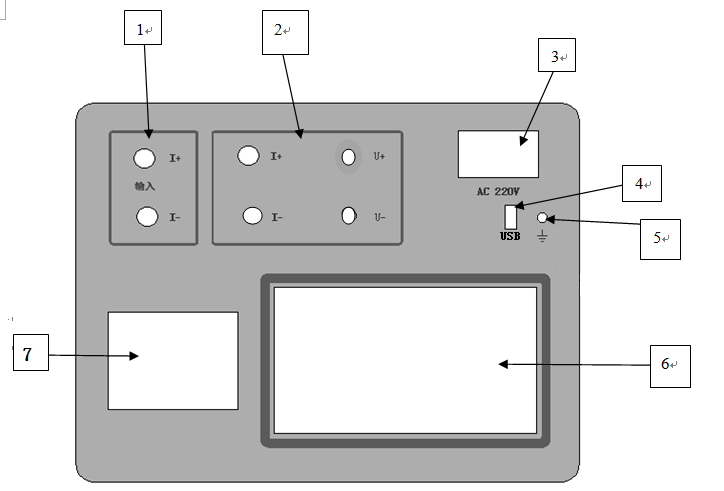 1↵
2↵
3↵
4↵
5↵
6↵
7
I+
输入
I-
I+
U+
I-
U-
AC 220V
USB